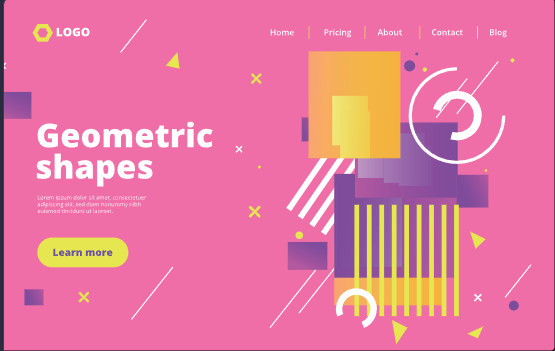 LOGO
Home
Pricing
About
Contact
Blog
Geometric
shapes
Lorem ipsum dolor sit amet, consectetuer
adipiscing elit, sed diam nonummy nibh
euismod tincidunt ut laoreet.
Learn more